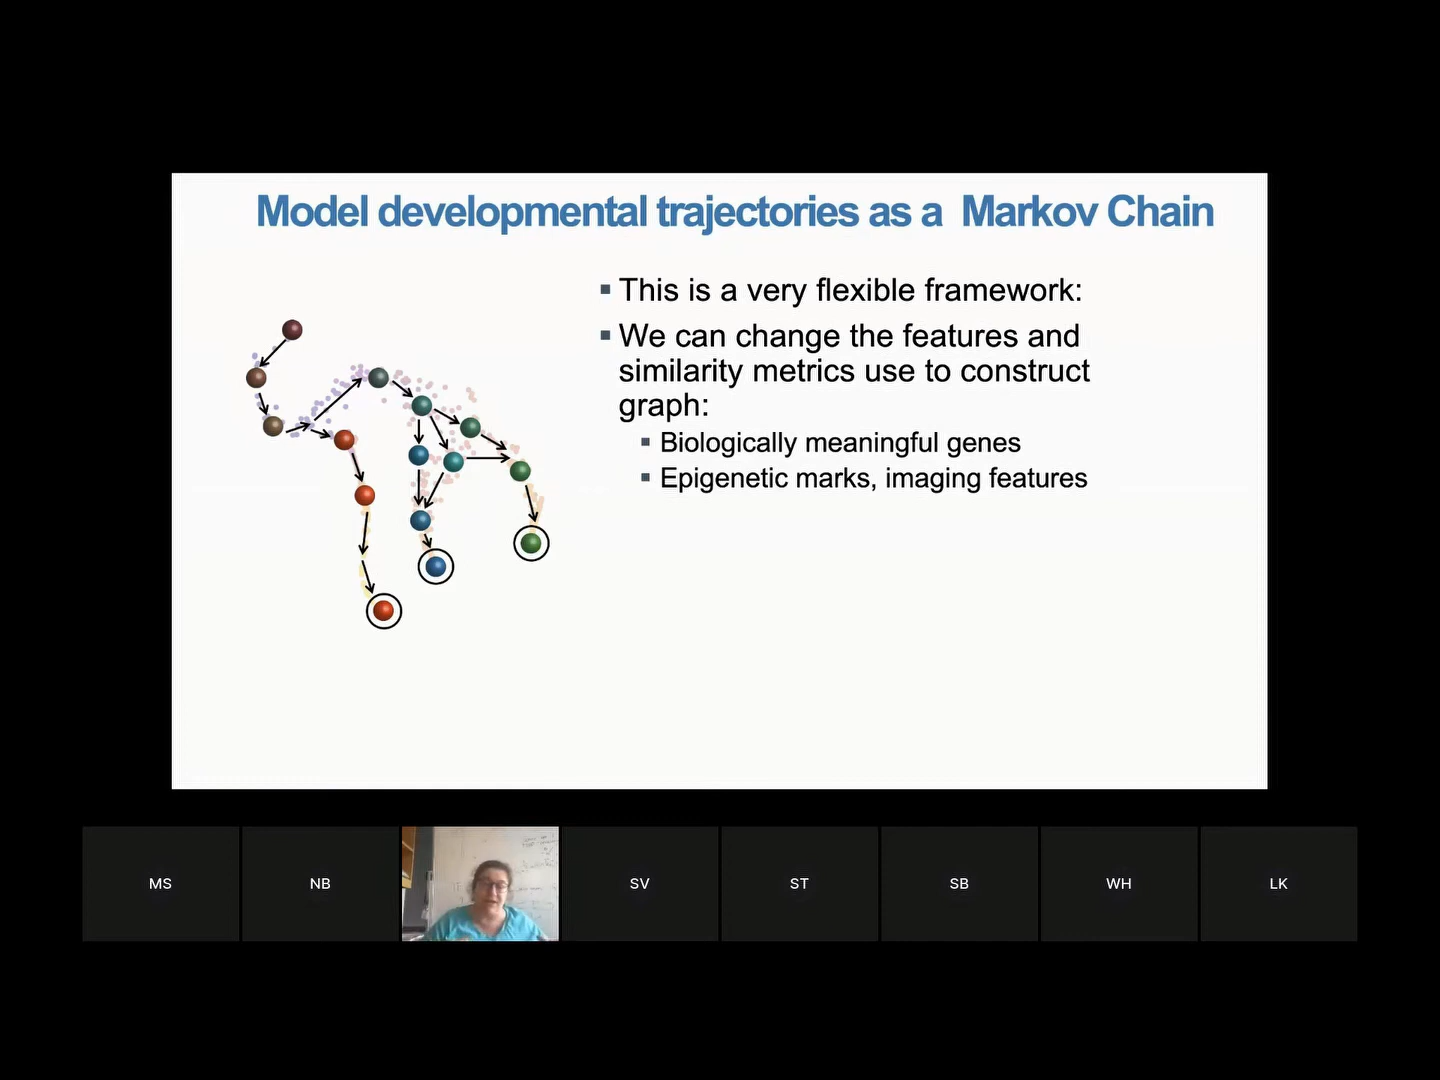 Model developmental trajectories as a Markov Chain
▪ This is a very flexible framework:
▪ We can change the features and
similarity metrics use to construct
graph:
▪ Biologically meaningful genes
▪ Epigenetic marks, imaging features
MS NB SV ST SB WH LK